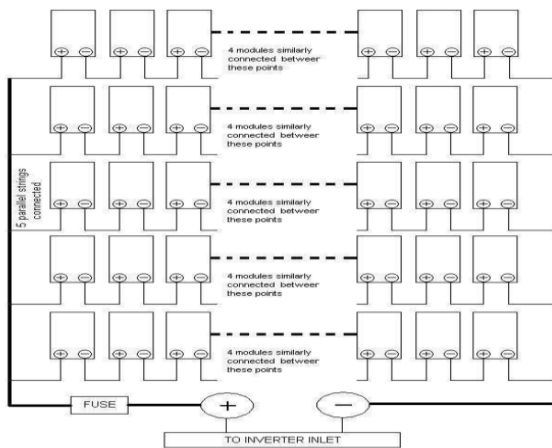 4 modules similarly
connected between
these points
4 modules similarly
connected between
these points
4 modules similarly
connected between
these points
4 modules similarly
connected between
these points
4 modules similarly
connected between
these points
5 parallel strings
connected
FUSE
+
−
TO INVERTER INLET